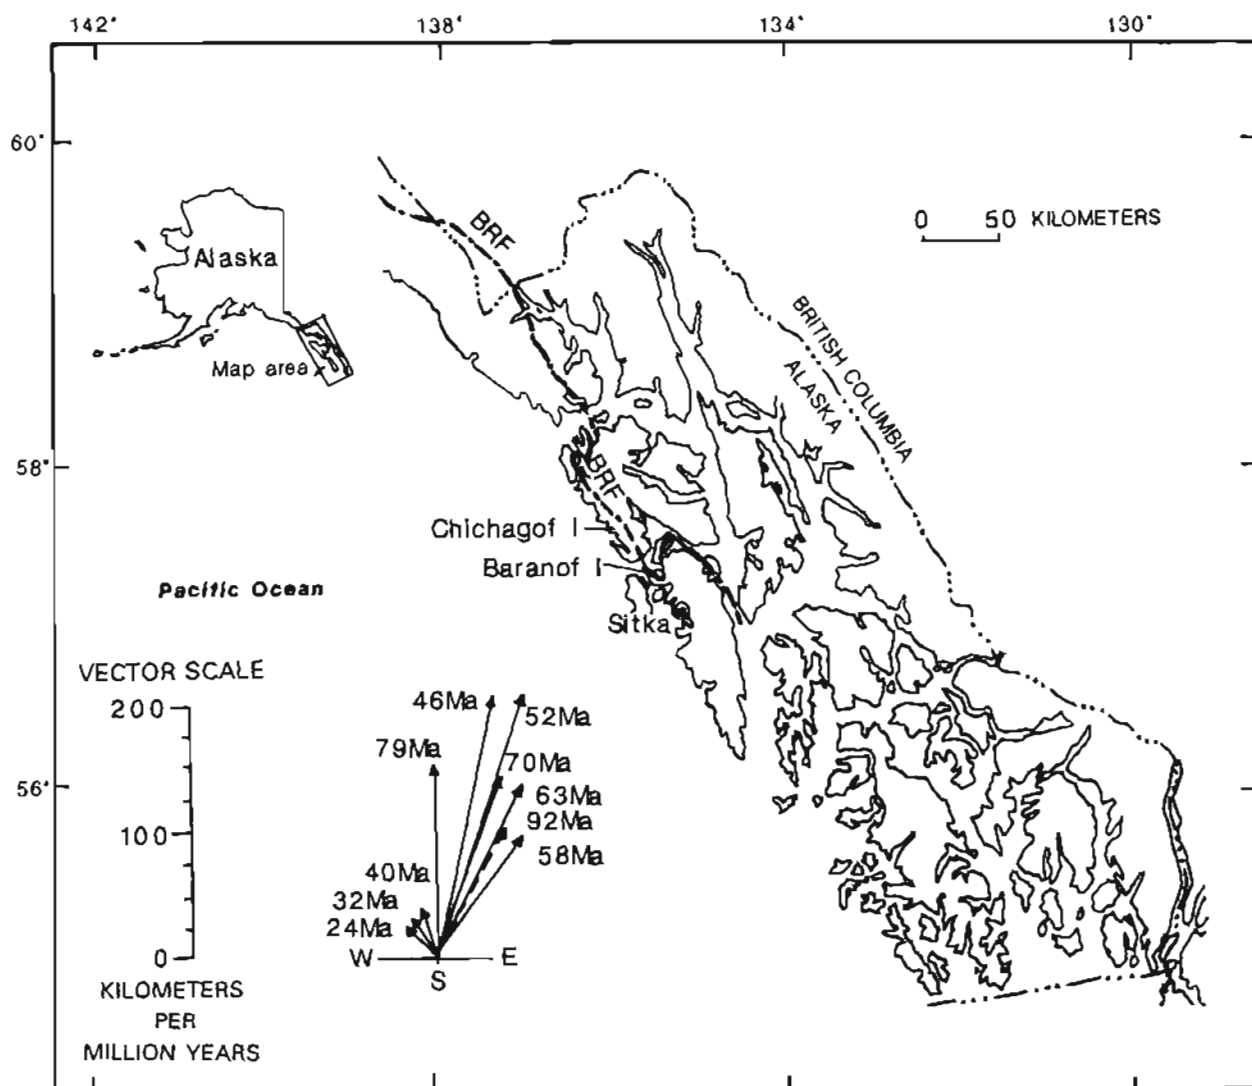 142°
138°
134°
130°
60°
58°
56°
Alaska
Map area
BRF
0 50 KILOMETERS
BRITISH COLUMBIA
ALASKA
BRF
Chichagof I
Baranof I
Sitka
Pacific Ocean
VECTOR SCALE
200
100
0
KILOMETERS
PER
MILLION YEARS
46Ma
52Ma
79Ma
70Ma
63Ma
92Ma
58Ma
40Ma
32Ma
24Ma
W
E
S